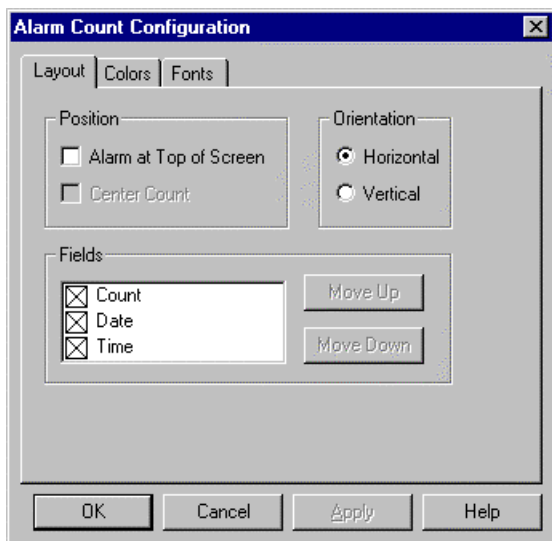 Alarm Count Configuration
Layout Colors Fonts
Position
Alarm at Top of Screen
Center Count
Orientation
Horizontal
Vertical
Fields
Count
Date
Time
Move Up
Move Down
OK Cancel Apply Help